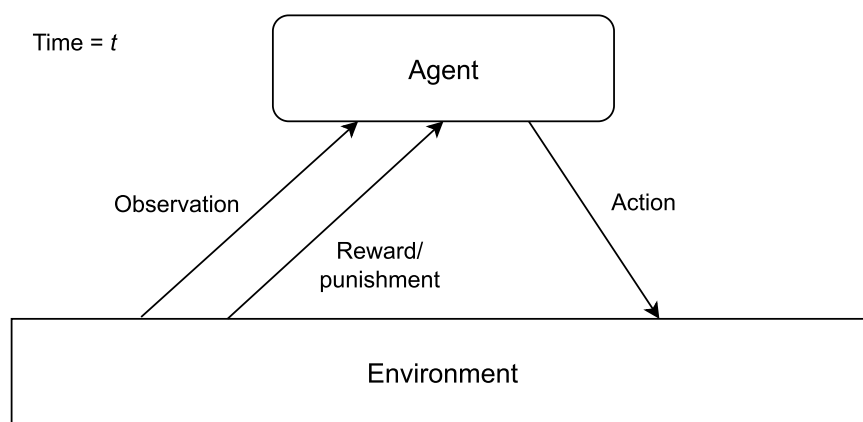 Time = t
Agent
Observation
Action
Reward/
punishment
Environment